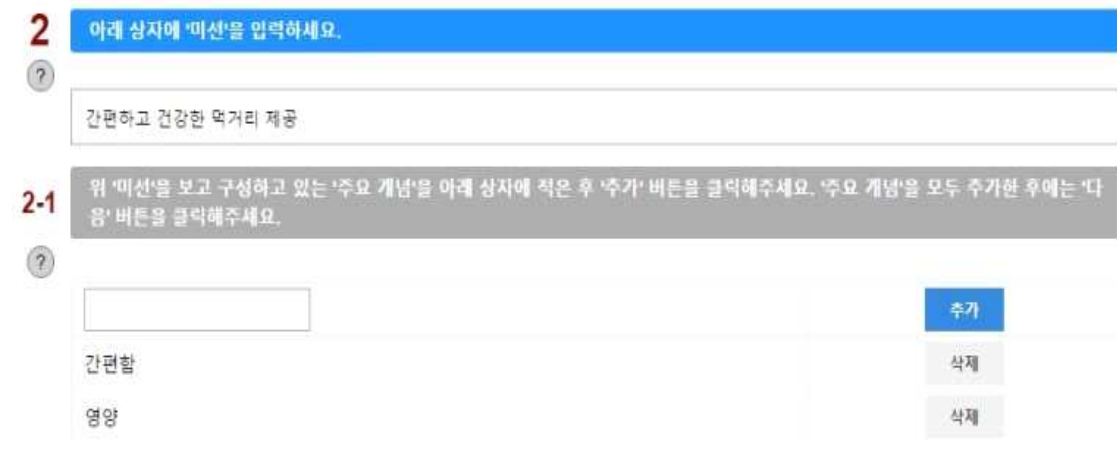 2
아래 상자에 '미션'을 입력하세요.
?
간편하고 건강한 먹거리 제공
2-1
위 '미션'을 보고 구성하고 있는 '주요 개념'을 아래 상자에 적은 후 '추가' 버튼을 클릭해주세요. '주요 개념'을 모두 추가한 후에는 '다
음' 버튼을 클릭해주세요.
?
추가
간편함
삭제
영양
삭제